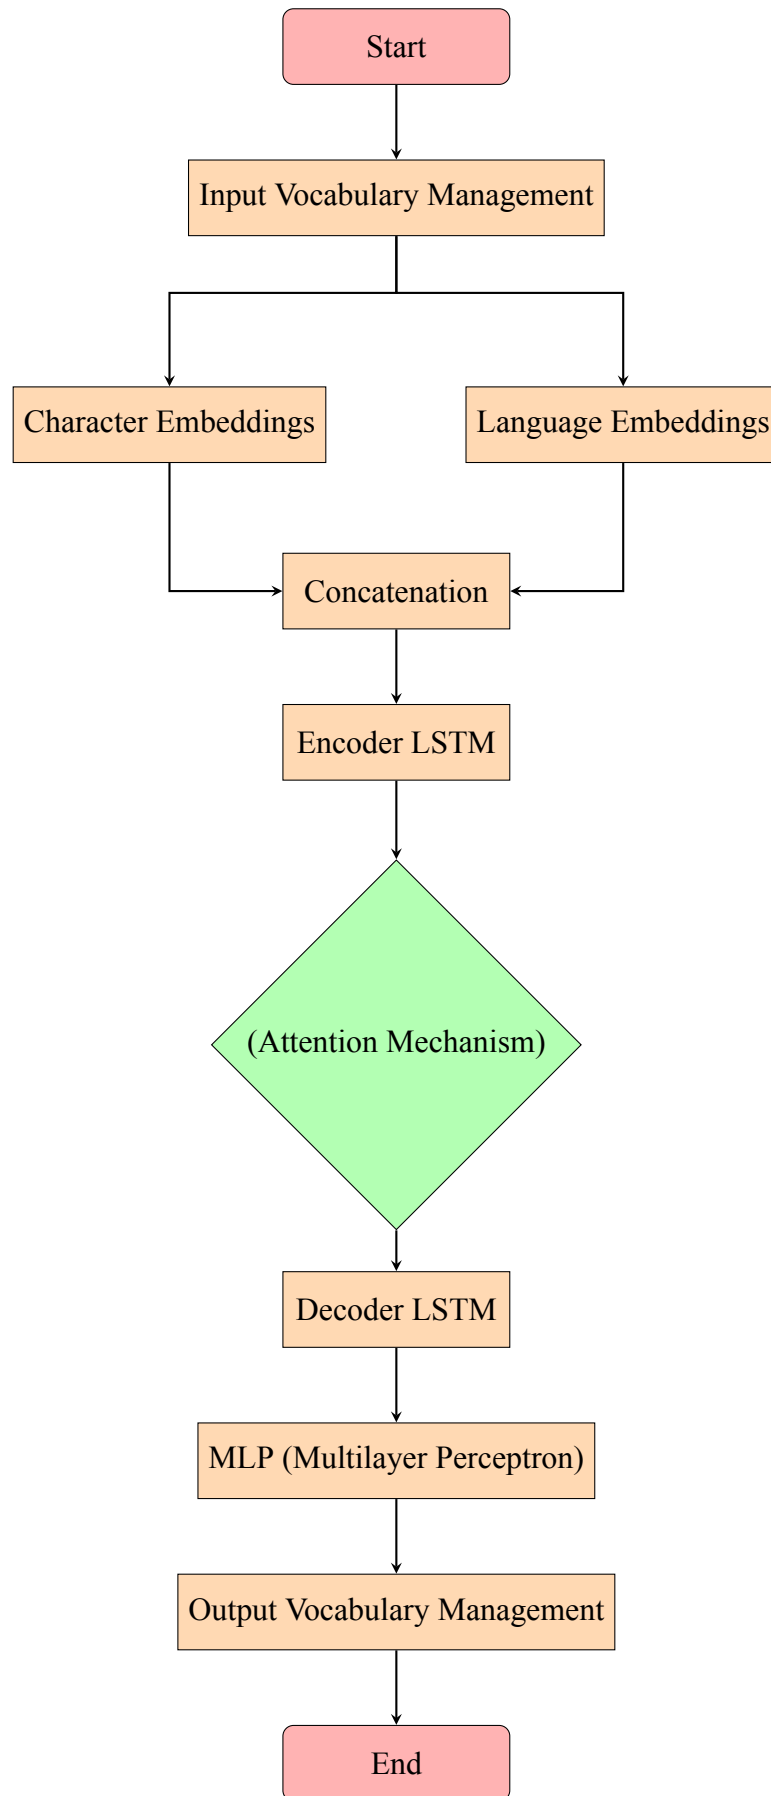 Start
Input Vocabulary Management
Character Embeddings
Language Embeddings
Concatenation
Encoder LSTM
(Attention Mechanism)
Decoder LSTM
MLP (Multilayer Perceptron)
Output Vocabulary Management
End